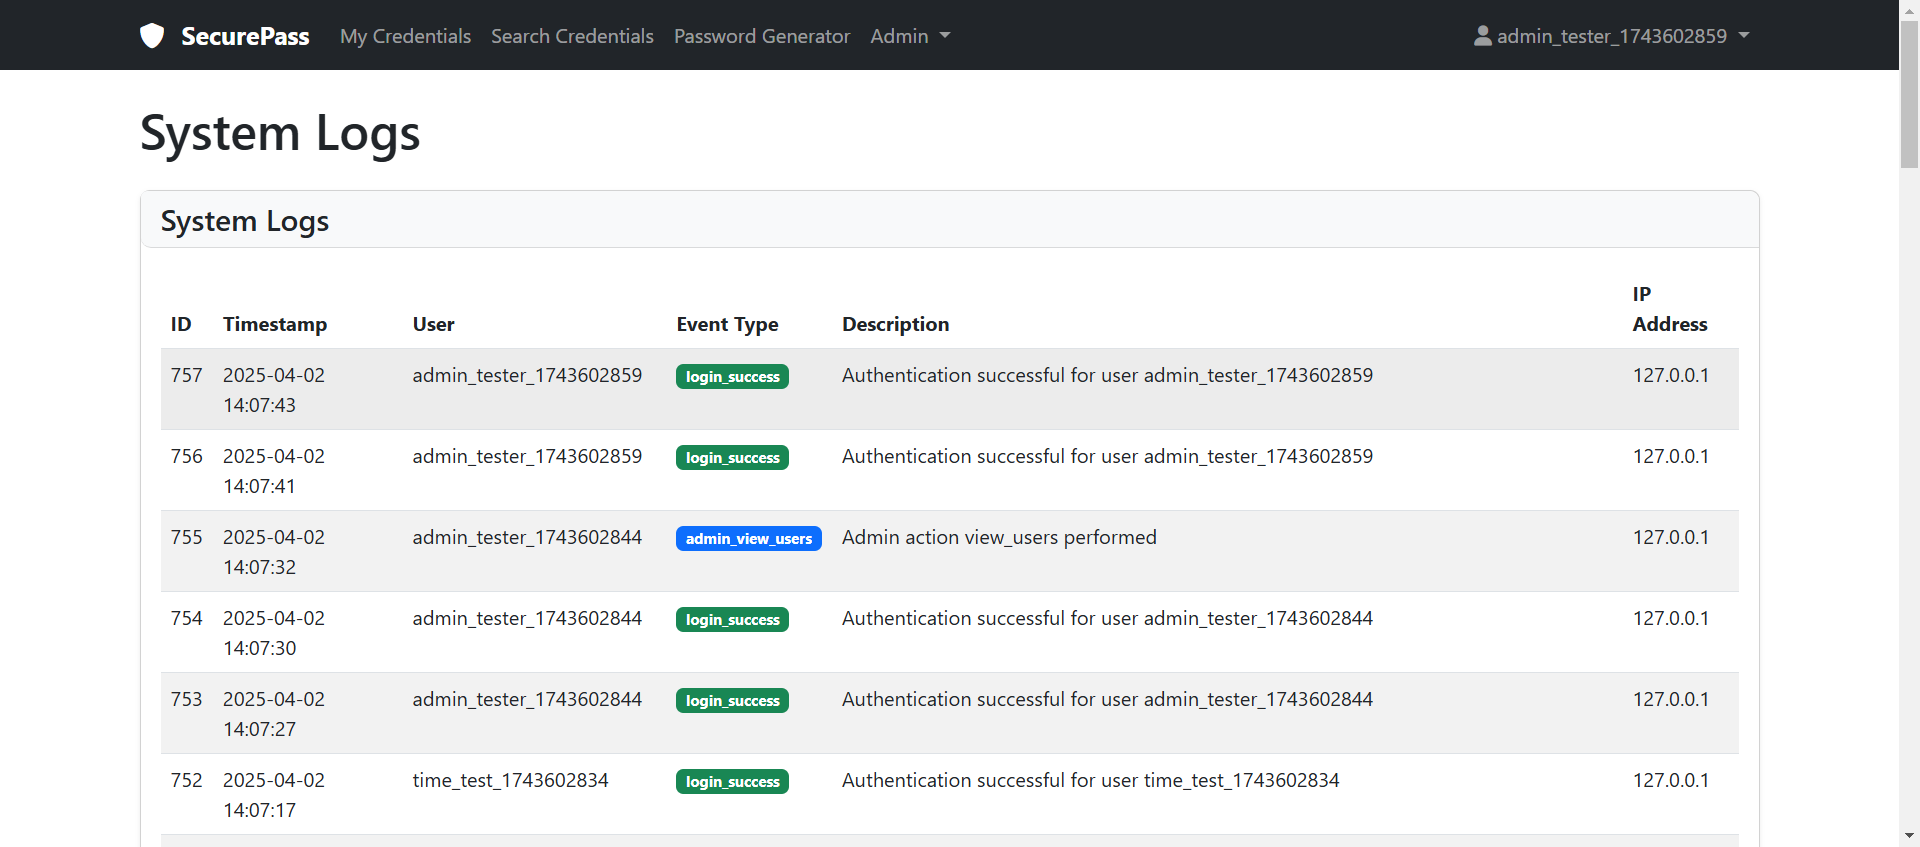 SecurePass My Credentials Search Credentials Password Generator Admin admin_tester_1743602859
System Logs
System Logs
ID Timestamp User Event Type Description IP Address
757 2025-04-02 14:07:43 admin_tester_1743602859 login_success Authentication successful for user admin_tester_1743602859 127.0.0.1
756 2025-04-02 14:07:41 admin_tester_1743602859 login_success Authentication successful for user admin_tester_1743602859 127.0.0.1
755 2025-04-02 14:07:32 admin_tester_1743602844 admin_view_users Admin action view_users performed 127.0.0.1
754 2025-04-02 14:07:30 admin_tester_1743602844 login_success Authentication successful for user admin_tester_1743602844 127.0.0.1
753 2025-04-02 14:07:27 admin_tester_1743602844 login_success Authentication successful for user admin_tester_1743602844 127.0.0.1
752 2025-04-02 14:07:17 time_test_1743602834 login_success Authentication successful for user time_test_1743602834 127.0.0.1